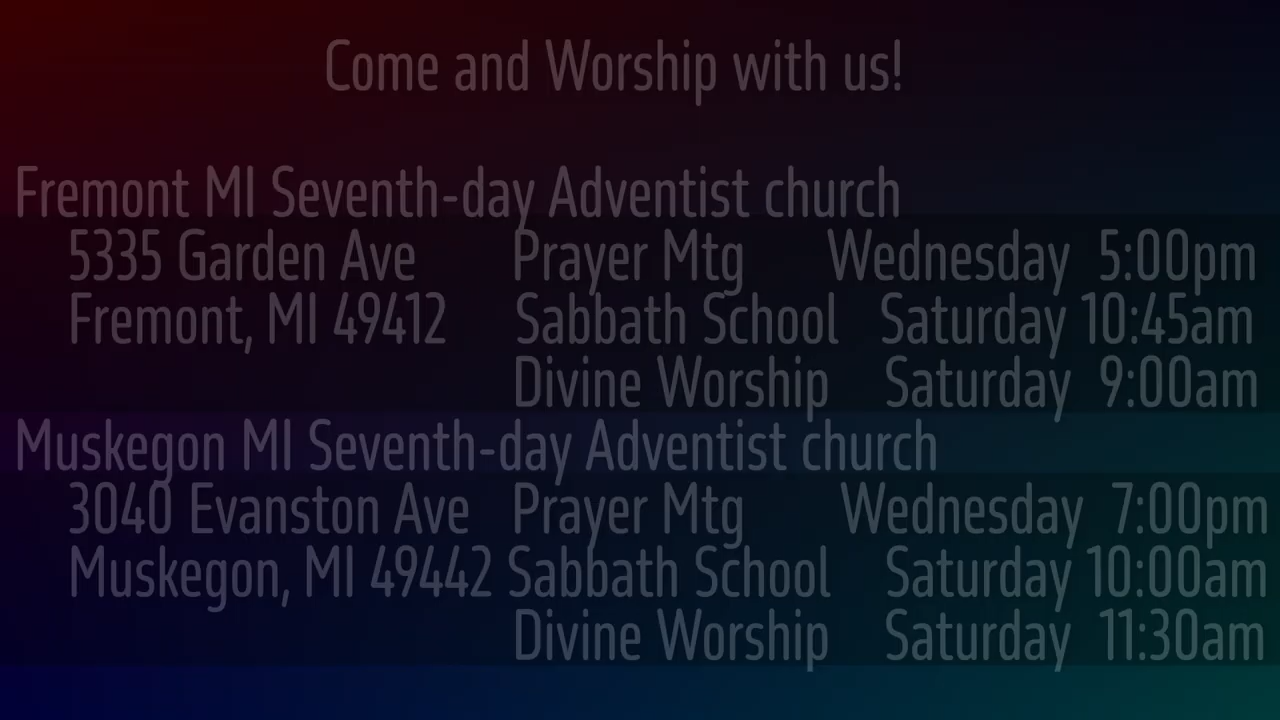 Come and Worship with us!
Fremont MI Seventh-day Adventist church
5335 Garden Ave Prayer Mtg Wednesday 5:00pm
Fremont, MI 49412 Sabbath School Saturday 10:45am
Divine Worship Saturday 9:00am
Muskegon MI Seventh-day Adventist church
3040 Evanston Ave Prayer Mtg Wednesday 7:00pm
Muskegon, MI 49442 Sabbath School Saturday 10:00am
Divine Worship Saturday 11:30am